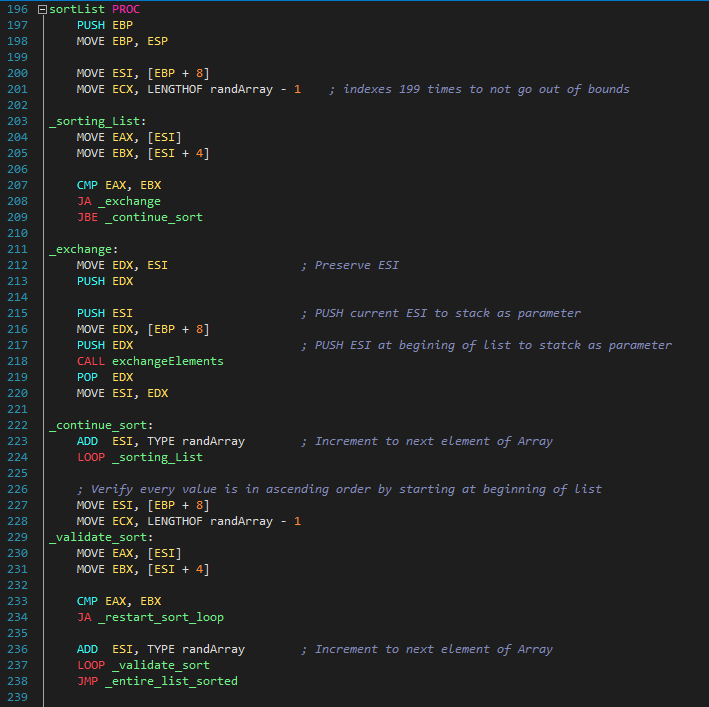 196 sortList PROC
197 PUSH EBP
198 MOVE EBP, ESP
199
200 MOVE ESI, [EBP + 8]
201 MOVE ECX, LENGTHOF randArray - 1 ; indexes 199 times to not go out of bounds
202
203 _sorting_List:
204 MOVE EAX, [ESI]
205 MOVE EBX, [ESI + 4]
206
207 CMP EAX, EBX
208 JA _exchange
209 JBE _continue_sort
210
211 _exchange:
212 MOVE EDX, ESI ; Preserve ESI
213 PUSH EDX
214
215 PUSH ESI ; PUSH current ESI to stack as parameter
216 MOVE EDX, [EBP + 8]
217 PUSH EDX ; PUSH ESI at begining of list to statck as parameter
218 CALL exchangeElements
219 POP EDX
220 MOVE ESI, EDX
221
222 _continue_sort:
223 ADD ESI, TYPE randArray ; Increment to next element of Array
224 LOOP _sorting_List
225
226 ; Verify every value is in ascending order by starting at beginning of list
227 MOVE ESI, [EBP + 8]
228 MOVE ECX, LENGTHOF randArray - 1
229 _validate_sort:
230 MOVE EAX, [ESI]
231 MOVE EBX, [ESI + 4]
232
233 CMP EAX, EBX
234 JA _restart_sort_loop
235
236 ADD ESI, TYPE randArray ; Increment to next element of Array
237 LOOP _validate_sort
238 JMP _entire_list_sorted
239